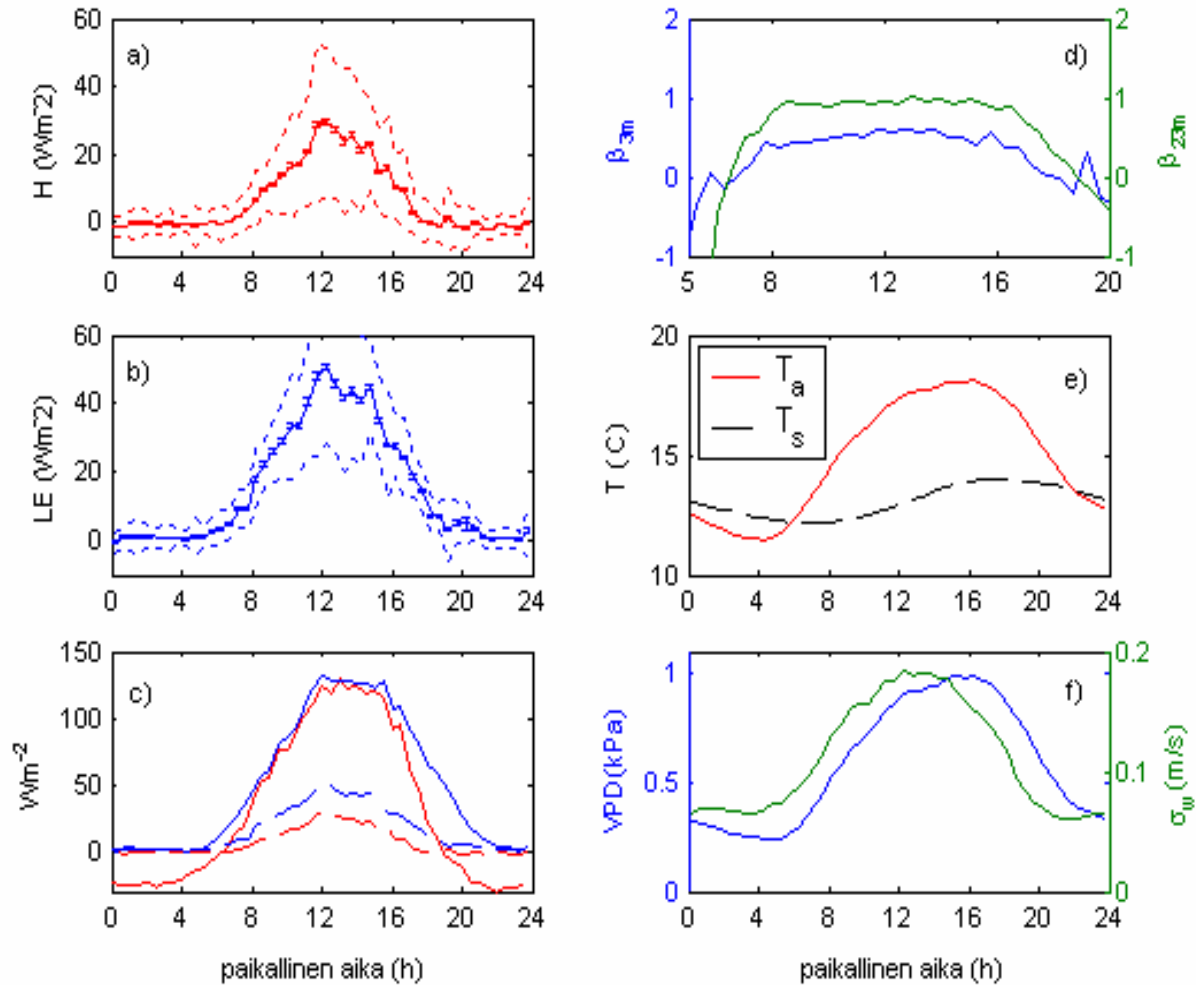 a)
H (Wm⁻2)
60
40
20
0
0 4 8 12 16 20 24
d)
β3m
β23m
2
1
0
-1
2
1
0
-1
5 8 12 16 20
b)
LE (Wm⁻2)
60
40
20
0
0 4 8 12 16 20 24
e)
T (C)
20
15
10
Ta
Ts
0 4 8 12 16 20 24
c)
Wm⁻²
150
100
50
0
0 4 8 12 16 20 24
paikallinen aika (h)
f)
VPD(kPa)
1
0.5
0
0.2
0.1
0
σw (m/s)
0 4 8 12 16 20 24
paikallinen aika (h)